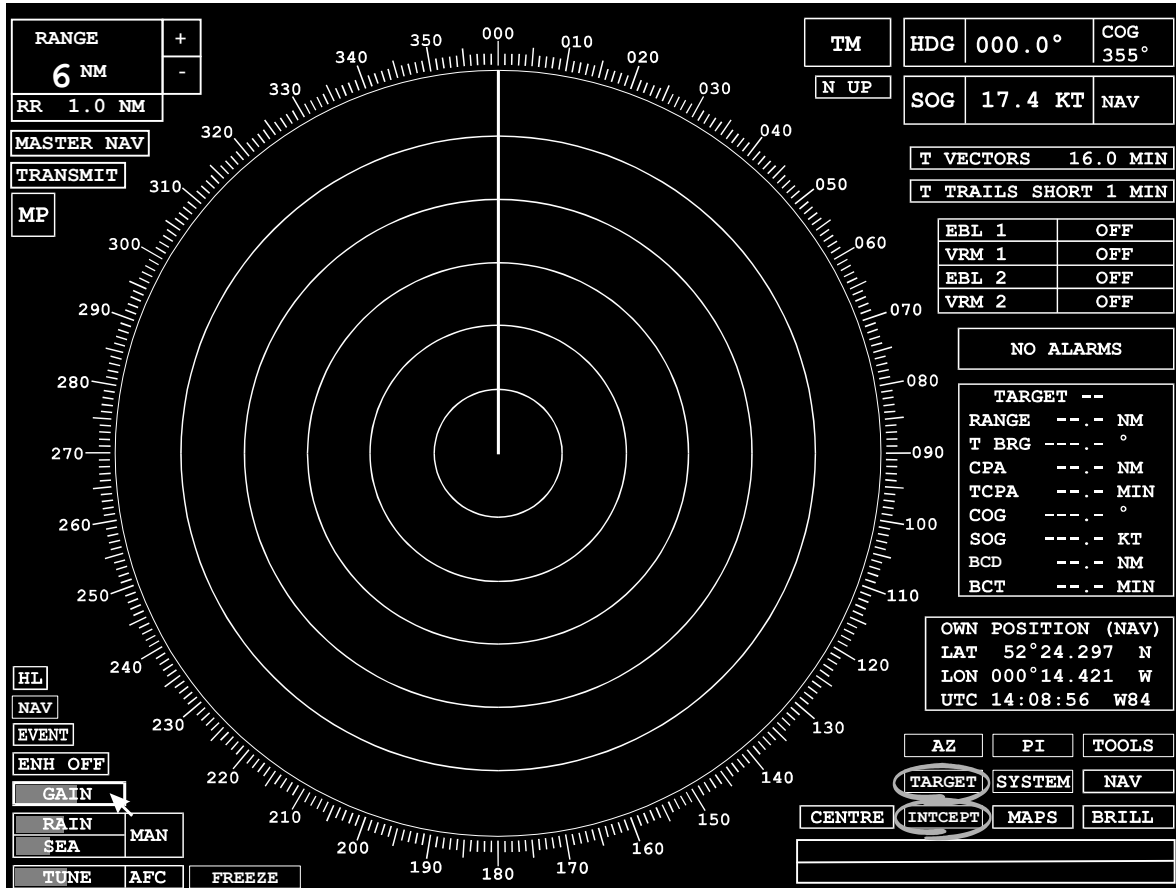 RANGE +
6 NM -
RR 1.0 NM
MASTER NAV
TRANSMIT
MP
000
010
020
030
040
050
060
070
080
090
100
110
120
130
140
150
160
170
180
190
200
210
220
230
240
250
260
270
280
290
300
310
320
330
340
350
TM
N UP
HDG 000.0° COG 355°
SOG 17.4 KT NAV
T VECTORS 16.0 MIN
T TRAILS SHORT 1 MIN
EBL 1 OFF
VRM 1 OFF
EBL 2 OFF
VRM 2 OFF
NO ALARMS
TARGET --
RANGE --.- NM
T BRG ---.- °
CPA --.- NM
TCPA --.- MIN
COG ---.- °
SOG ---.- KT
BCD --.- NM
BCT --.- MIN
OWN POSITION (NAV)
LAT 52°24.297 N
LON 000°14.421 W
UTC 14:08:56 W84
HL
NAV
EVENT
ENH OFF
GAIN
RAIN
SEA
MAN
TUNE AFC FREEZE
AZ PI TOOLS
TARGET SYSTEM NAV
CENTRE INTCEPT MAPS BRILL